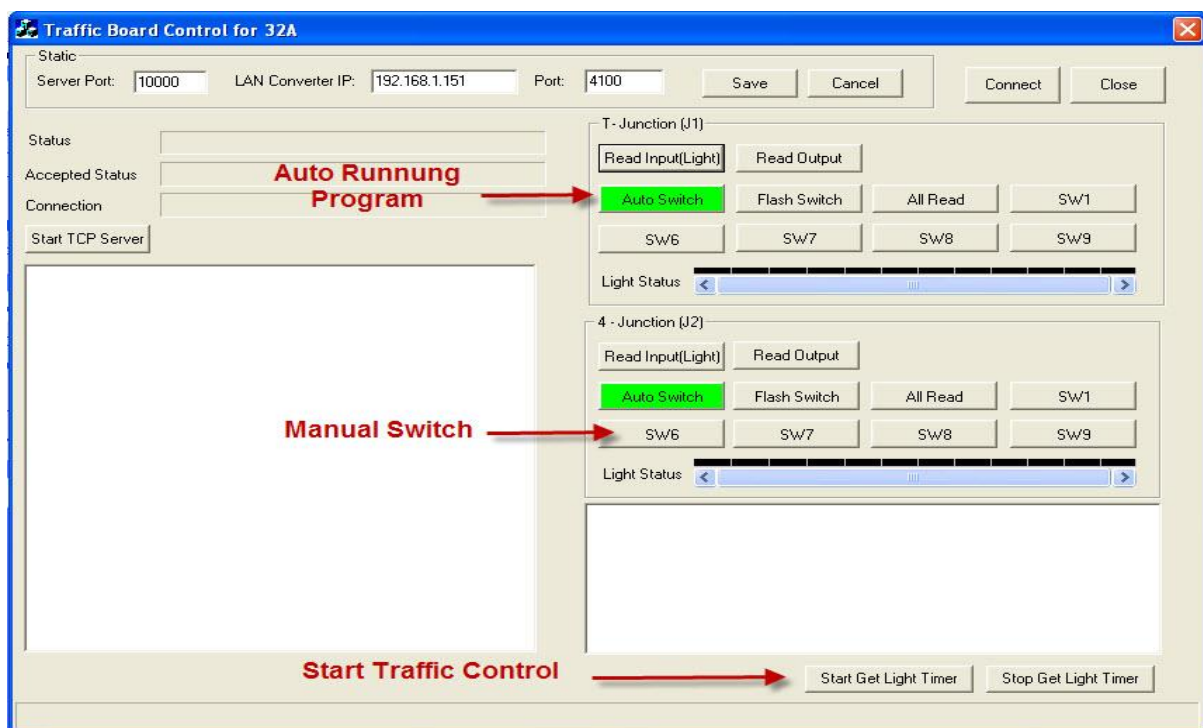 Traffic Board Control for 32A
Static
Server Port: 10000 LAN Converter IP: 192.168.1.151 Port: 4100 Save Cancel Connect Close
Status
Accepted Status
Connection
Start TCP Server
Auto Runnung
Program
T- Junction (J1)
Read Input(Light) Read Output
Auto Switch Flash Switch All Read SW1
SW6 SW7 SW8 SW9
Light Status
4 - Junction (J2)
Read Input(Light) Read Output
Auto Switch Flash Switch All Read SW1
Manual Switch
SW6 SW7 SW8 SW9
Light Status
Start Traffic Control
Start Get Light Timer Stop Get Light Timer